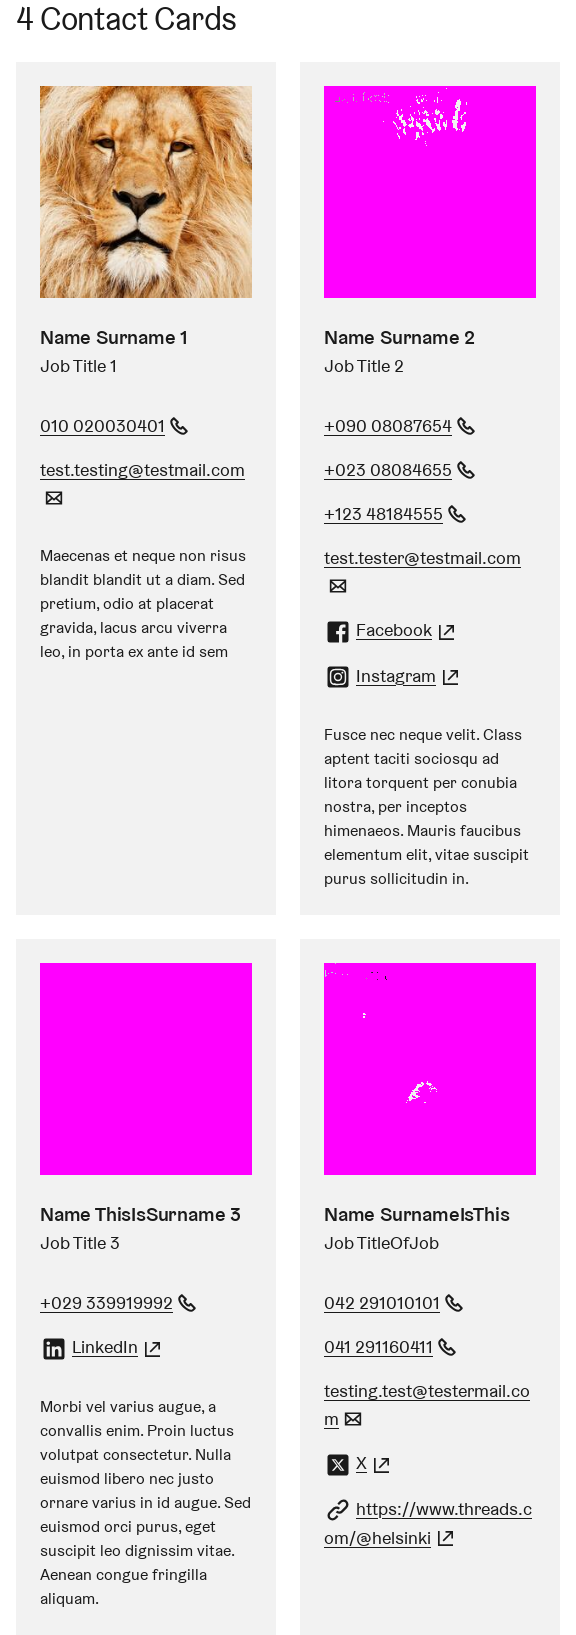 4 Contact Cards
Name Surname 1
Job Title 1
010 020030401
test.testing@testmail.com
Maecenas et neque non risus
blandit blandit ut a diam. Sed
pretium, odio at placerat
gravida, lacus arcu viverra
leo, in porta ex ante id sem
Name Surname 2
Job Title 2
+090 08087654
+023 08084655
+123 48184555
test.tester@testmail.com
Facebook
Instagram
Fusce nec neque velit. Class
aptent taciti sociosqu ad
litora torquent per conubia
nostra, per inceptos
himenaeos. Mauris faucibus
elementum elit, vitae suscipit
purus sollicitudin in.
Name ThisIsSurname 3
Job Title 3
+029 339919992
LinkedIn
Morbi vel varius augue, a
convallis enim. Proin luctus
volutpat consectetur. Nulla
euismod libero nec justo
ornare varius in id augue. Sed
euismod orci purus, eget
suscipit leo dignissim vitae.
Aenean congue fringilla
aliquam.
Name SurnameIsThis
Job TitleOfJob
042 291010101
041 291160411
testing.test@testermail.co
m
X
https://www.threads.c
om/@helsinki